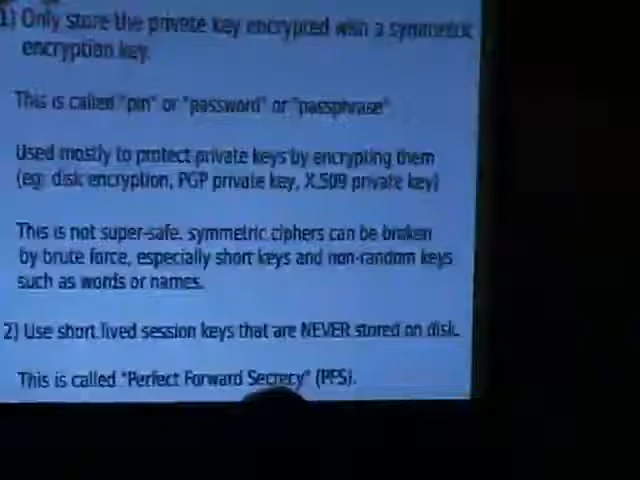 1) Only store the private key encrypted with a symmetric
encryption key.
This is called "pin" or "password" or "passphrase"
Used mostly to protect private keys by encrypting them
(eg: disk encryption, PGP private key, X.509 private key)
This is not super-safe. symmetric ciphers can be broken
by brute force, especially short keys and non-random keys
such as words or names.
2) Use short lived session keys that are NEVER stored on disk.
This is called "Perfect Forward Secrecy" (PFS).